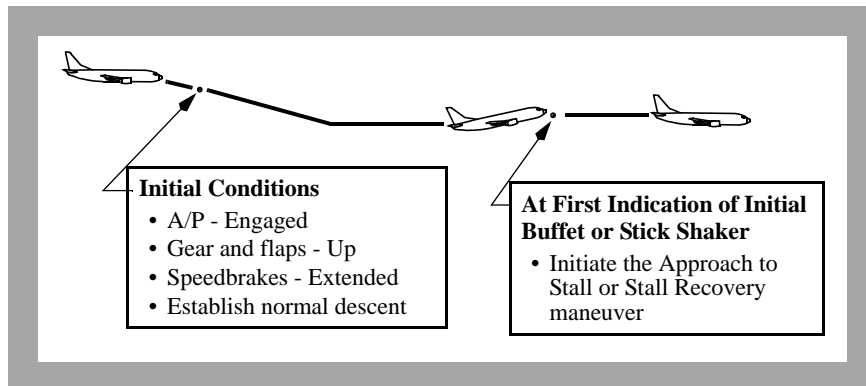 Initial Conditions
• A/P - Engaged
• Gear and flaps - Up
• Speedbrakes - Extended
• Establish normal descent
At First Indication of Initial
Buffet or Stick Shaker
• Initiate the Approach to
Stall or Stall Recovery
maneuver